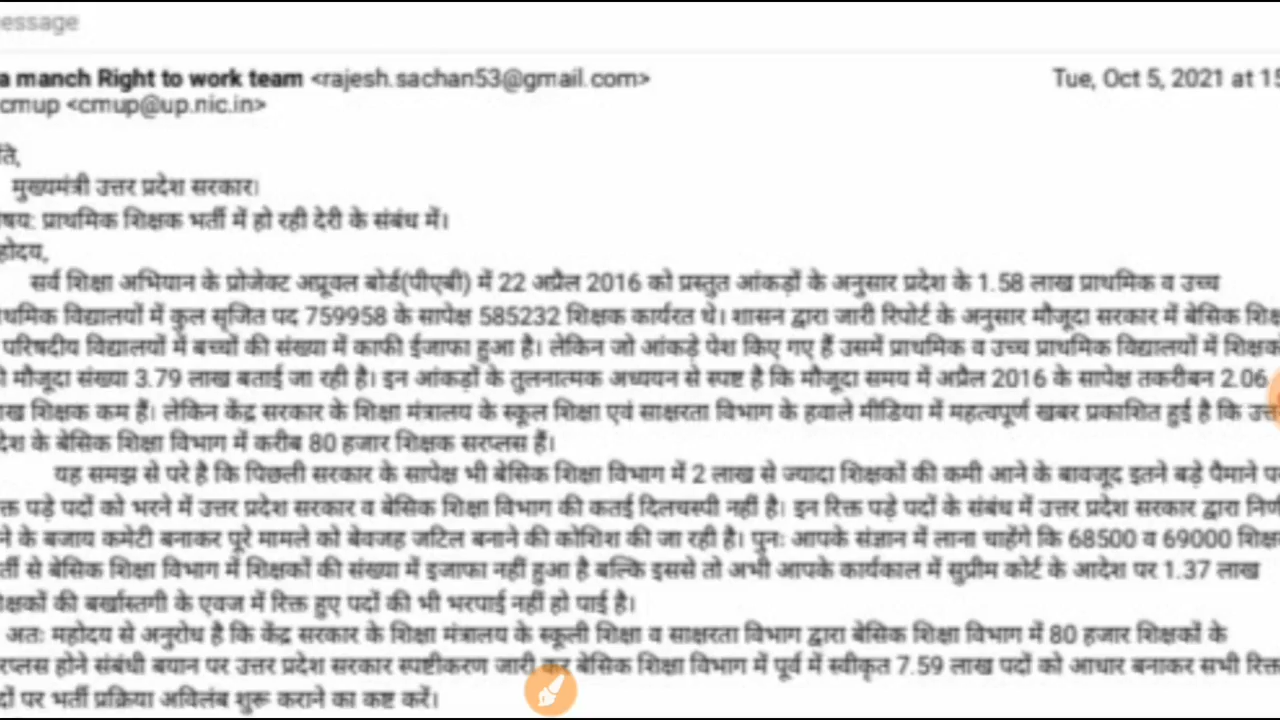 essage
a manch Right to work team <rajesh.sachan53@gmail.com> Tue, Oct 5, 2021 at 15
cmup <cmup@up.nic.in>
ति,
मुख्यमंत्री उत्तर प्रदेश सरकार।
षय: प्राथमिक शिक्षक भर्ती में हो रही देरी के संबंध में।
होदय,
सर्व शिक्षा अभियान के प्रोजेक्ट अप्रूवल बोर्ड(पीएबी) में 22 अप्रैल 2016 को प्रस्तुत आंकड़ों के अनुसार प्रदेश के 1.58 लाख प्राथमिक व उच्च
थमिक विद्यालयों में कुल सृजित पद 759958 के सापेक्ष 585232 शिक्षक कार्यरत थे। शासन द्वारा जारी रिपोर्ट के अनुसार मौजूदा सरकार में बेसिक शिक्ष
परिषदीय विद्यालयों में बच्चों की संख्या में काफी ईजाफा हुआ है। लेकिन जो आंकड़े पेश किए गए हैं उसमें प्राथमिक व उच्च प्राथमिक विद्यालयों में शिक्षक
ी मौजूदा संख्या 3.79 लाख बताई जा रही है। इन आंकड़ों के तुलनात्मक अध्ययन से स्पष्ट है कि मौजूदा समय में अप्रैल 2016 के सापेक्ष तकरीबन 2.06
ाख शिक्षक कम हैं। लेकिन केंद्र सरकार के शिक्षा मंत्रालय के स्कूल शिक्षा एवं साक्षरता विभाग के हवाले मीडिया में महत्वपूर्ण खबर प्रकाशित हुई है कि उत्त
देश के बेसिक शिक्षा विभाग में करीब 80 हजार शिक्षक सरप्लस हैं।
यह समझ से परे है कि पिछली सरकार के सापेक्ष भी बेसिक शिक्षा विभाग में 2 लाख से ज्यादा शिक्षकों की कमी आने के बावजूद इतने बड़े पैमाने प
क्त पड़े पदों को भरने में उत्तर प्रदेश सरकार व बेसिक शिक्षा विभाग की कतई दिलचस्पी नहीं है। इन रिक्त पड़े पदों के संबंध में उत्तर प्रदेश सरकार द्वारा निर्ण
ने के बजाय कमेटी बनाकर पूरे मामले को बेवजह जटिल बनाने की कोशिश की जा रही है। पुन: आपके संज्ञान में लाना चाहेंगे कि 68500 व 69000 शिक्ष
र्ती से बेसिक शिक्षा विभाग में शिक्षकों की संख्या में इजाफा नहीं हुआ है बल्कि इससे तो अभी आपके कार्यकाल में सुप्रीम कोर्ट के आदेश पर 1.37 लाख
क्षकों की बर्खास्तगी के एवज में रिक्त हुए पदों की भी भरपाई नहीं हो पाई है।
अतः महोदय से अनुरोध है कि केंद्र सरकार के शिक्षा मंत्रालय के स्कूली शिक्षा व साक्षरता विभाग द्वारा बेसिक शिक्षा विभाग में 80 हजार शिक्षकों के
रप्लस होने संबंधी बयान पर उत्तर प्रदेश सरकार स्पष्टीकरण जारी कर बेसिक शिक्षा विभाग में पूर्व में स्वीकृत 7.59 लाख पदों को आधार बनाकर सभी रिक्त
दों पर भर्ती प्रक्रिया अविलंब शुरू कराने का कष्ट करें।